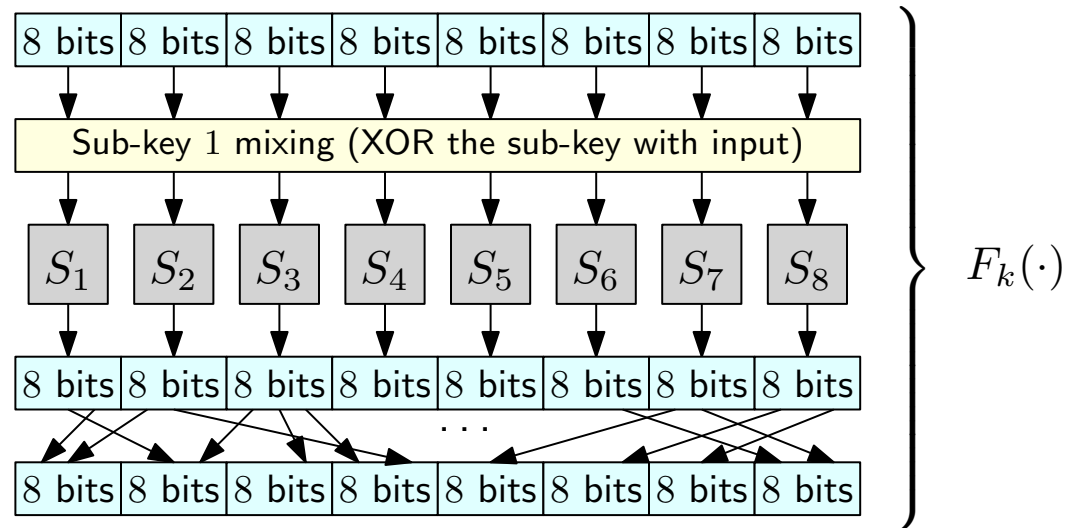 8 bits 8 bits 8 bits 8 bits 8 bits 8 bits 8 bits 8 bits
Sub-key 1 mixing (XOR the sub-key with input)
S₁ S₂ S₃ S₄ S₅ S₆ S₇ S₈
Fₖ(·)
8 bits 8 bits 8 bits 8 bits 8 bits 8 bits 8 bits 8 bits
...
8 bits 8 bits 8 bits 8 bits 8 bits 8 bits 8 bits 8 bits